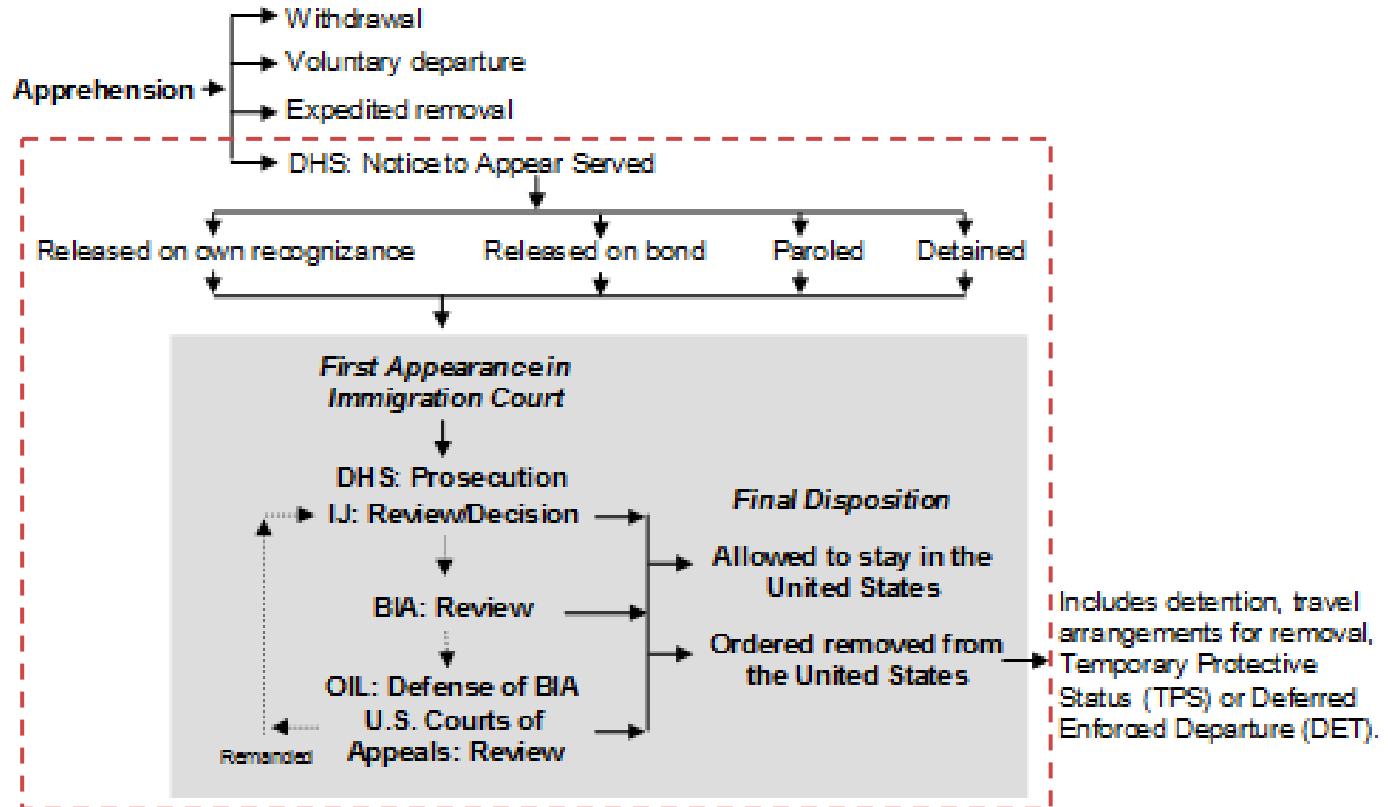 Withdrawal
Voluntary departure
Apprehension
Expedited removal
DHS: Notice to Appear Served
Released on own recognizance
Released on bond
Paroled
Detained
First Appearance in
Immigration Court
DHS: Prosecution
IJ: Review/Decision
BIA: Review
OIL: Defense of BIA
U.S. Courts of
Appeals: Review
Remanded
Final Disposition
Allowed to stay in the
United States
Ordered removed from
the United States
Includes detention, travel
arrangements for removal,
Temporary Protective
Status (TPS) or Deferred
Enforced Departure (DET).